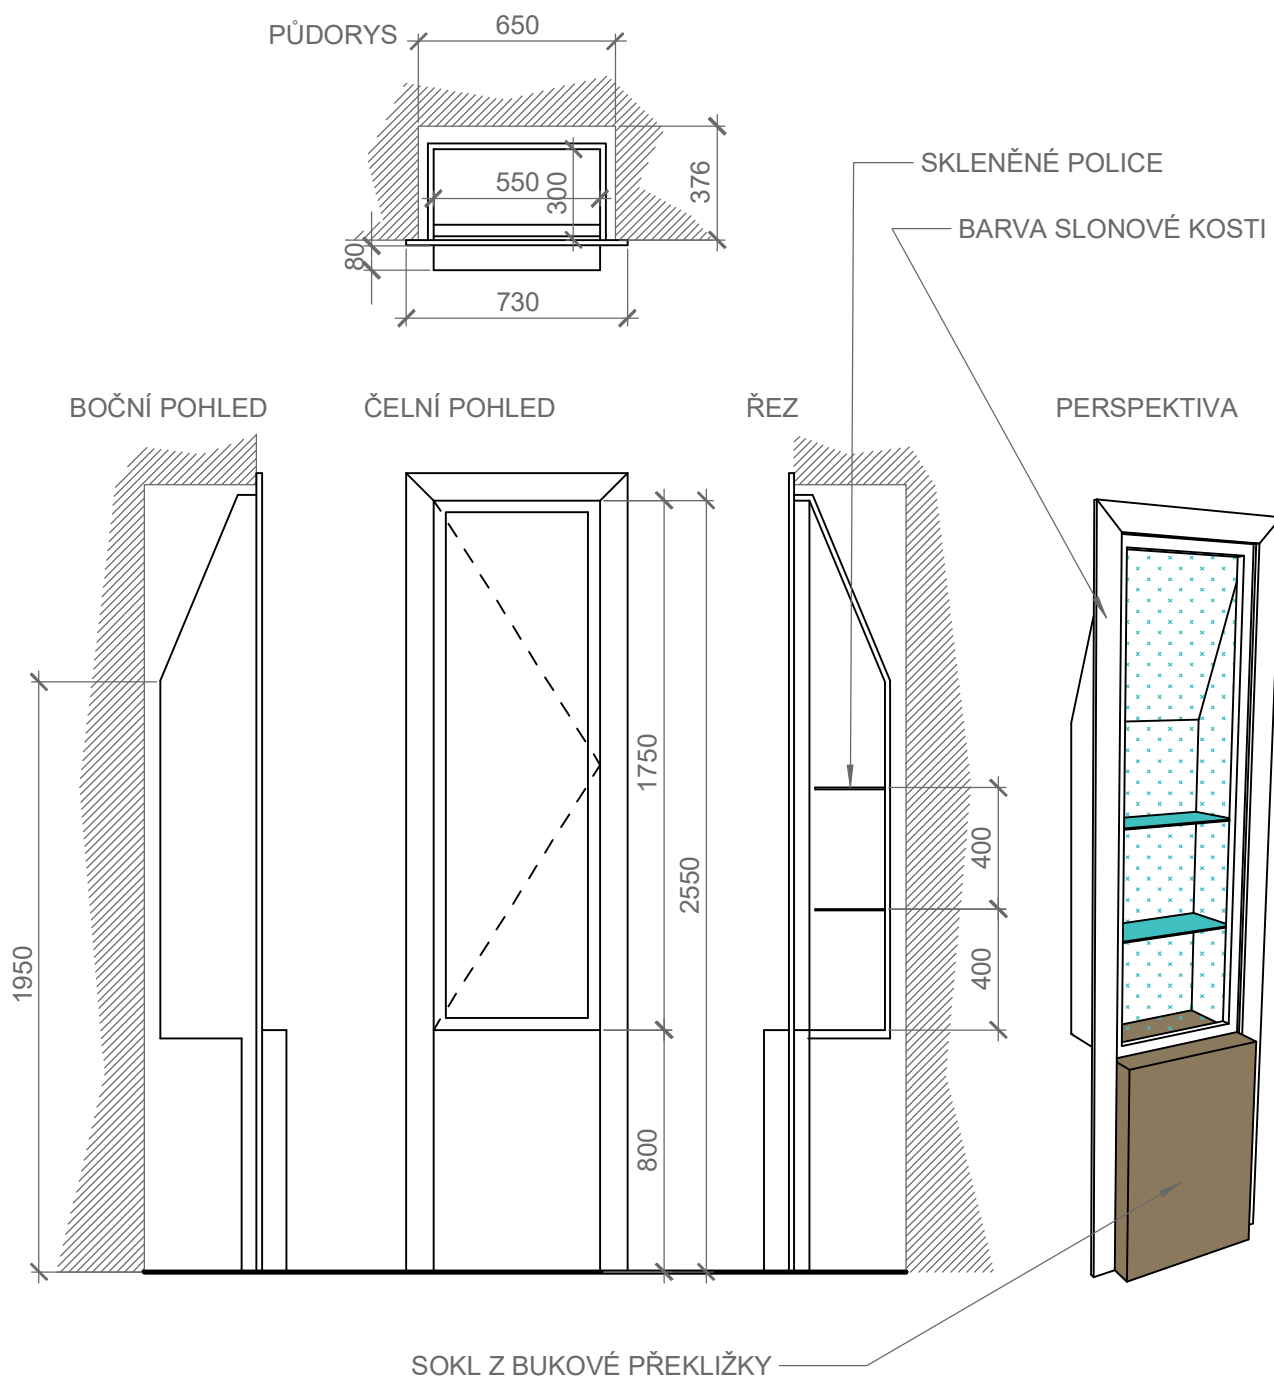 PŮDORYS
650
376
550
300
80
730
SKLENĚNÉ POLICE
BARVA SLONOVÉ KOSTI
BOČNÍ POHLED
ČELNÍ POHLED
ŘEZ
PERSPEKTIVA
1950
1750
2550
800
400
400
SOKL Z BUKOVÉ PŘEKLIŽKY